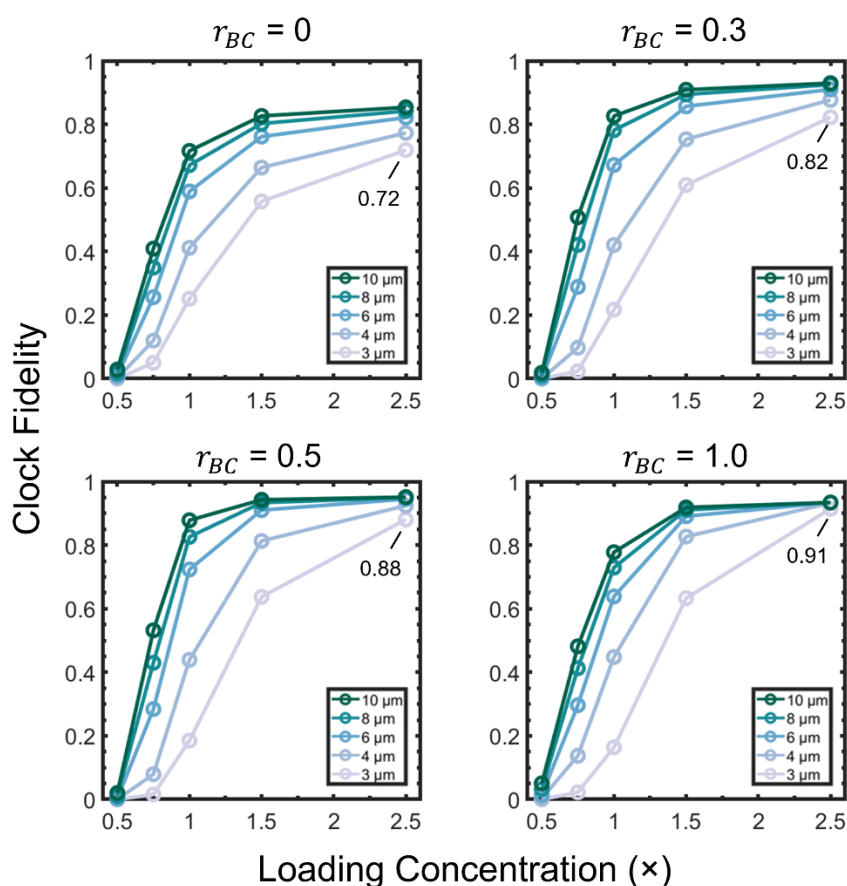 r_BC = 0
1
0.8
0.6
0.4
0.2
0
0.72
10 µm
8 µm
6 µm
4 µm
3 µm
0.5 1 1.5 2 2.5
r_BC = 0.3
1
0.8
0.6
0.4
0.2
0
0.82
10 µm
8 µm
6 µm
4 µm
3 µm
0.5 1 1.5 2 2.5
Clock Fidelity
r_BC = 0.5
1
0.8
0.6
0.4
0.2
0
0.88
10 µm
8 µm
6 µm
4 µm
3 µm
0.5 1 1.5 2 2.5
r_BC = 1.0
1
0.8
0.6
0.4
0.2
0
0.91
10 µm
8 µm
6 µm
4 µm
3 µm
0.5 1 1.5 2 2.5
Loading Concentration (×)